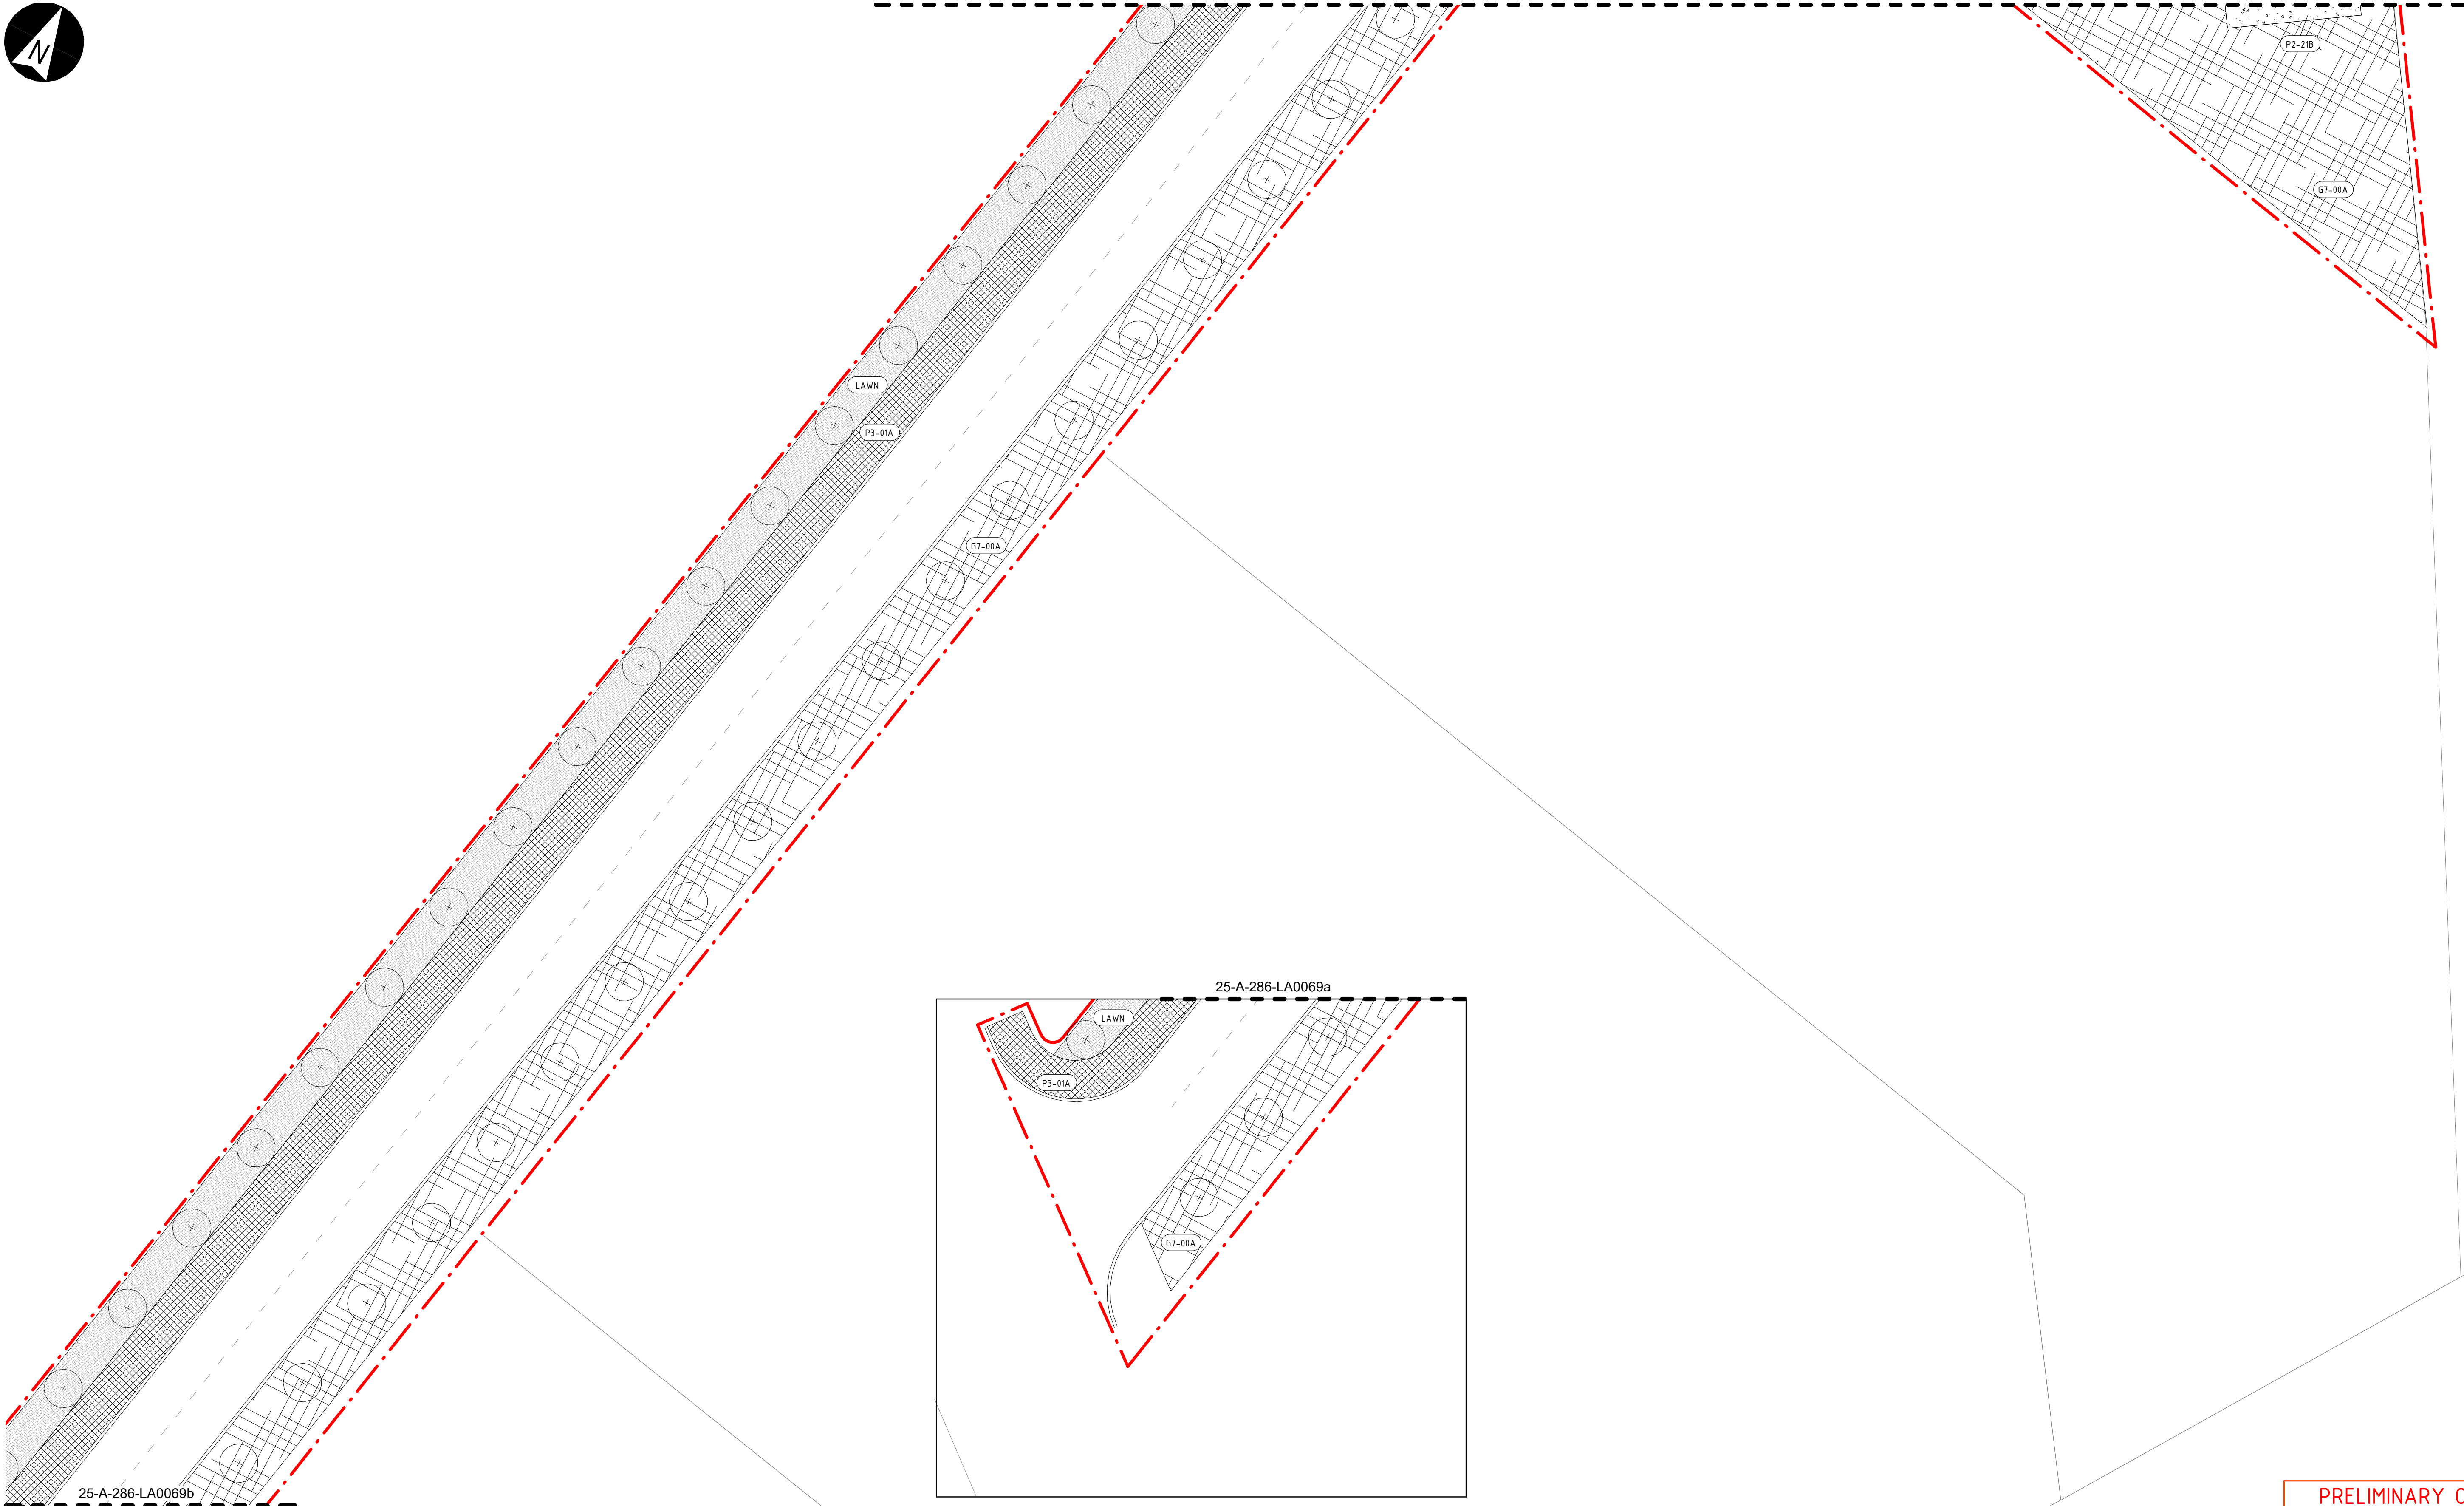 N
P2-21B
G7-00A
LAWN
P3-01A
G7-00A
25-A-286-LA0069a
LAWN
P3-01A
G7-00A
25-A-286-LA0069b
PRELIMINARY